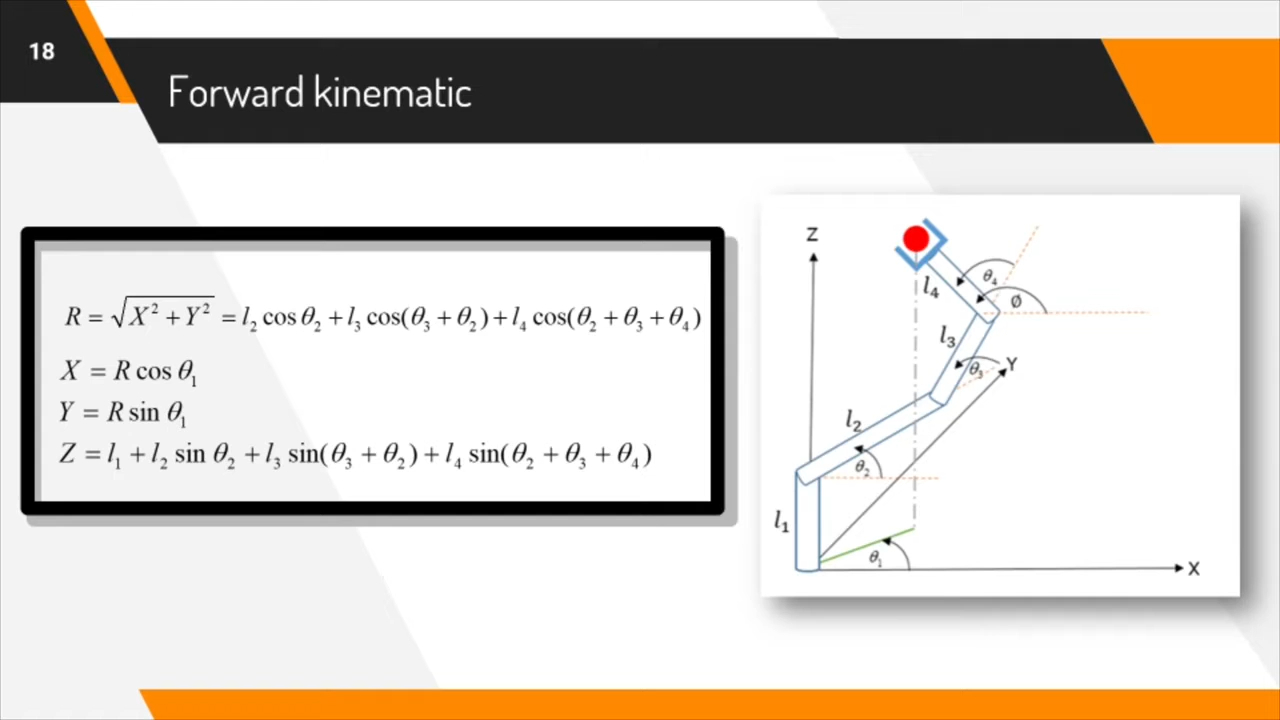 18
Forward kinematic
R = √(X² + Y²) = l₂ cos θ₂ + l₃ cos(θ₃ + θ₂) + l₄ cos(θ₂ + θ₃ + θ₄)
X = R cos θ₁
Y = R sin θ₁
Z = l₁ + l₂ sin θ₂ + l₃ sin(θ₃ + θ₂) + l₄ sin(θ₂ + θ₃ + θ₄)
Z
θ₄
l₄
Ø
l₃
θ₃
Y
l₂
θ₂
l₁
θ₁
X